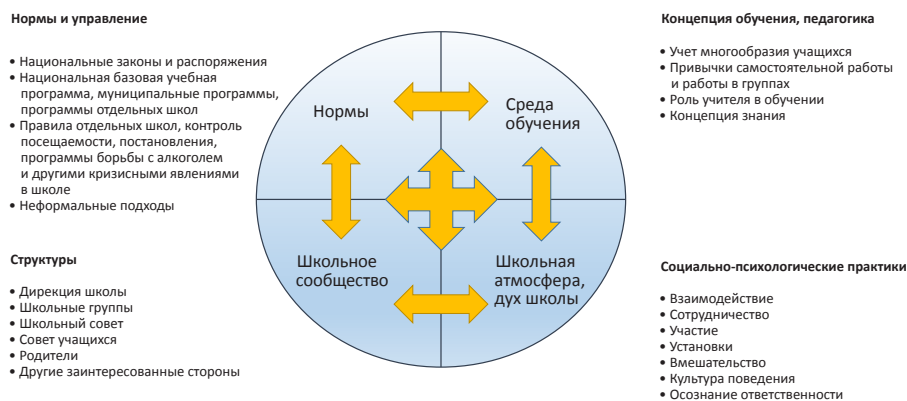 Нормы и управление
• Национальные законы и распоряжения
• Национальная базовая учебная
программа, муниципальные программы,
программы отдельных школ
• Правила отдельных школ, контроль
посещаемости, постановления,
программы борьбы с алкоголем
и другими кризисными явлениями
в школе
• Неформальные подходы
Структуры
• Дирекция школы
• Школьные группы
• Школьный совет
• Совет учащихся
• Родители
• Другие заинтересованные стороны
Нормы
Среда
обучения
Школьное
сообщество
Школьная
атмосфера,
дух школы
Концепция обучения, педагогика
• Учет многообразия учащихся
• Привычки самостоятельной работы
и работы в группах
• Роль учителя в обучении
• Концепция знания
Социально-психологические практики
• Взаимодействие
• Сотрудничество
• Участие
• Установки
• Вмешательство
• Культура поведения
• Осознание ответственности